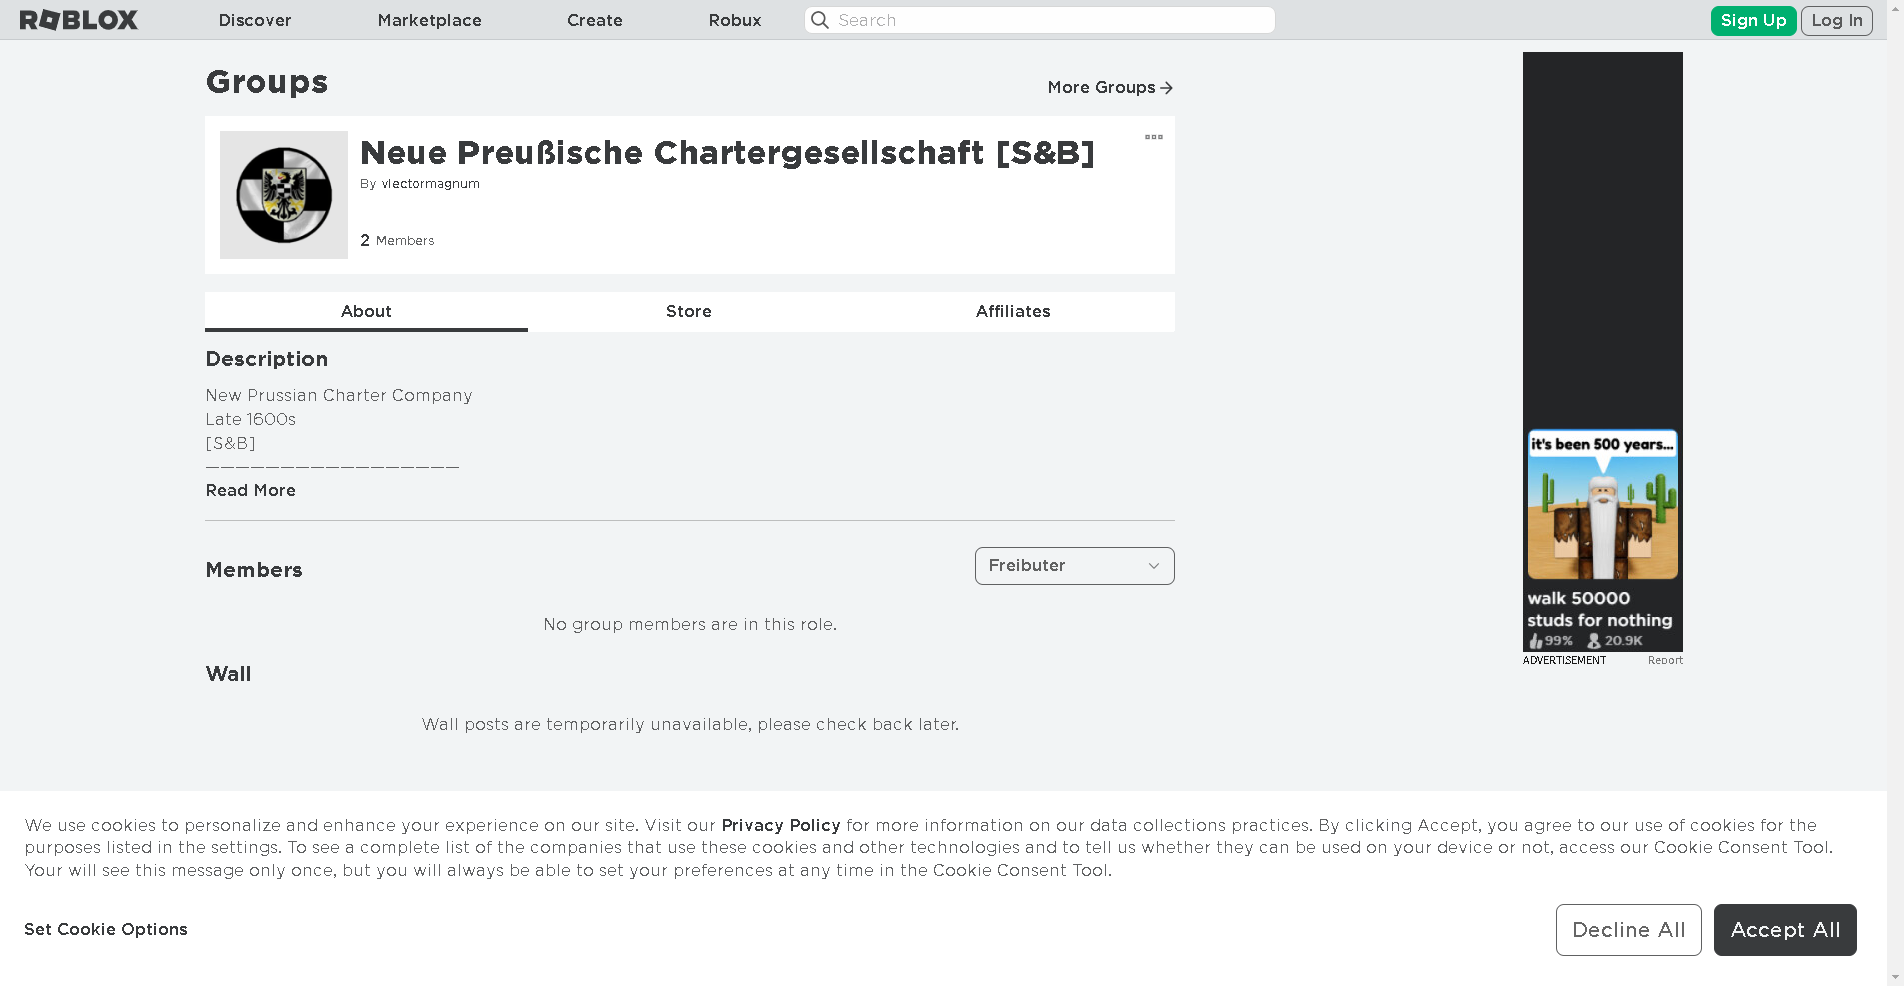 ROBLOX
Discover
Marketplace
Create
Robux
Search
Sign Up
Log In
Groups
More Groups
Neue Preußische Chartergesellschaft [S&B]
By vlectormagnum
2 Members
About
Store
Affiliates
Description
New Prussian Charter Company
Late 1600s
[S&B]
—————————————————
Read More
Members
Freibuter
No group members are in this role.
Wall
Wall posts are temporarily unavailable, please check back later.
it's been 500 years...
walk 50000
studs for nothing
99% 20.9K
ADVERTISEMENT
Report
We use cookies to personalize and enhance your experience on our site. Visit our Privacy Policy for more information on our data collections practices. By clicking Accept, you agree to our use of cookies for the
purposes listed in the settings. To see a complete list of the companies that use these cookies and other technologies and to tell us whether they can be used on your device or not, access our Cookie Consent Tool.
Your will see this message only once, but you will always be able to set your preferences at any time in the Cookie Consent Tool.
Set Cookie Options
Decline All
Accept All